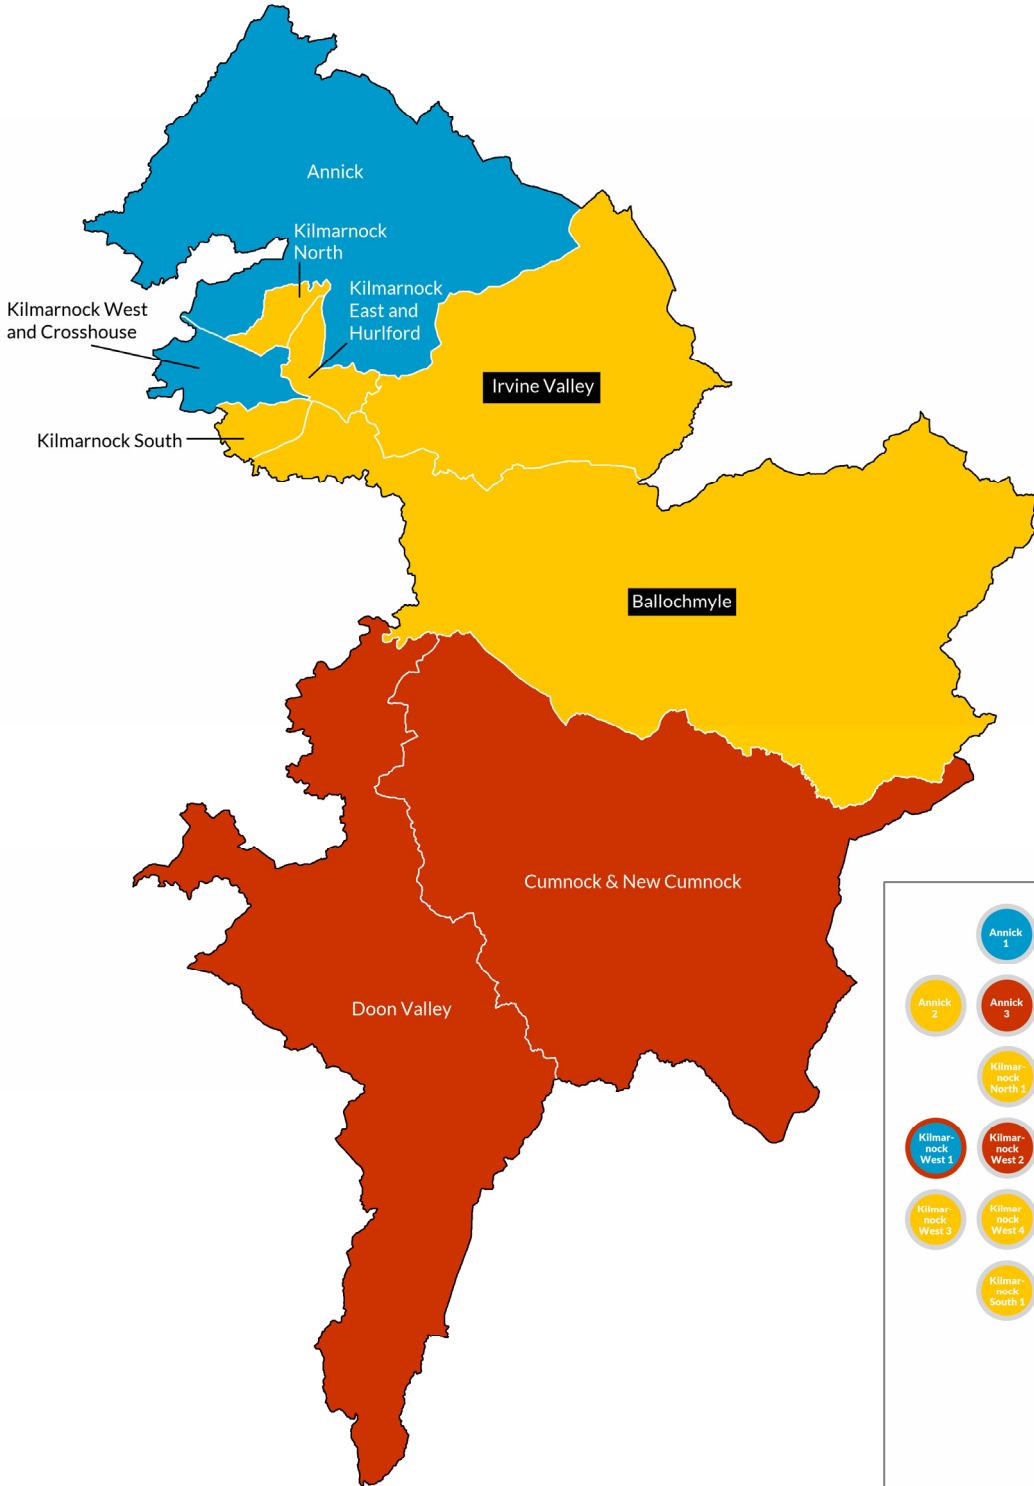 Annick
Kilmarnock
North
Kilmarnock West
and Crosshouse
Kilmarnock
East and
Hurlford
Irvine Valley
Kilmarnock South
Ballochmyle
Cumnock & New Cumnock
Doon Valley
Annick
1
Annick
2
Annick
3
Kilmar-
nock
North 1
Kilmar-
nock
West 1
Kilmar-
nock
West 2
Kilmar-
nock
West 3
Kilmar-
nock
West 4
Kilmar-
nock
South 1